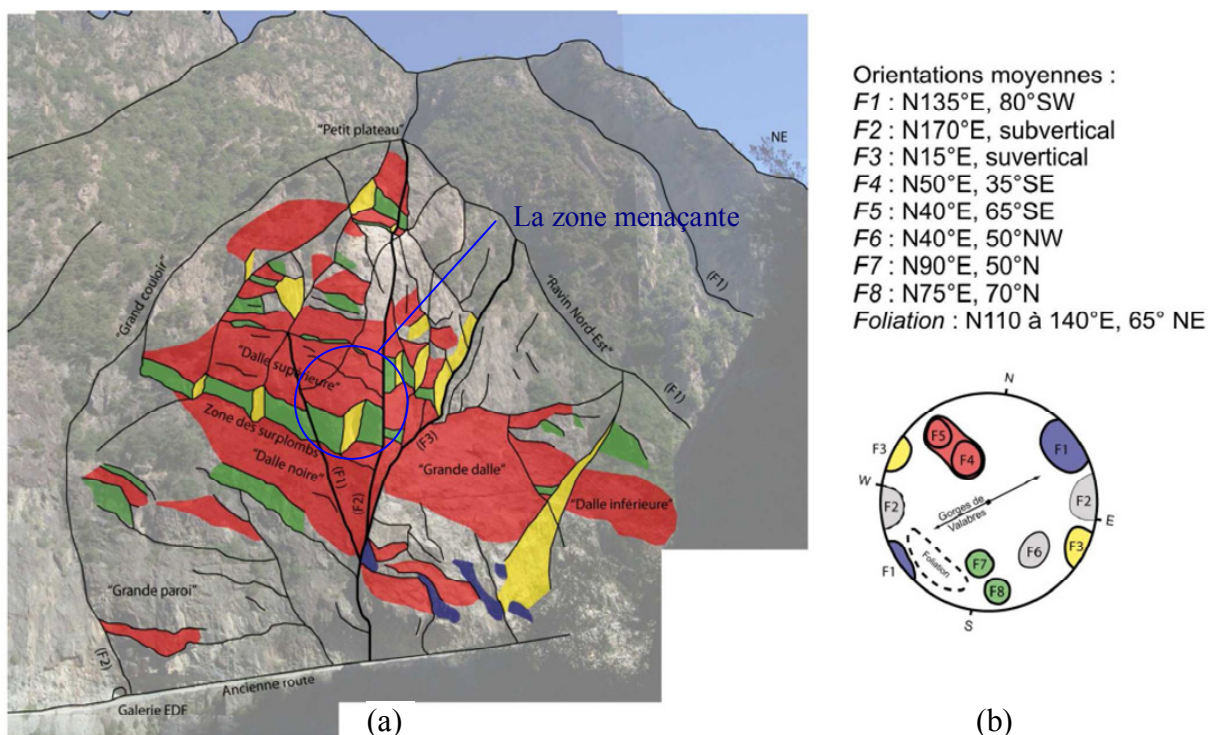 "Petit plateau"
NE
La zone menaçante
(F1)
"Grand couloir"
"Ravin Nord-Est"
"Dalle supérieure"
(F1)
Zone des surplombs
(F3)
"Dalle noire"
"Grande dalle"
(F1)
(F2)
"Dalle inférieure"
"Grande paroi"
(F2)
Ancienne route
Galerie EDF
(a)
Orientations moyennes :
F1 : N135°E, 80°SW
F2 : N170°E, subvertical
F3 : N15°E, suvertical
F4 : N50°E, 35°SE
F5 : N40°E, 65°SE
F6 : N40°E, 50°NW
F7 : N90°E, 50°N
F8 : N75°E, 70°N
Foliation : N110 à 140°E, 65° NE
N
F5
F1
F3
F4
W
F2
Gorges de
Valabres
F2
E
F6
F3
Foliation
F7
F1
F8
S
(b)